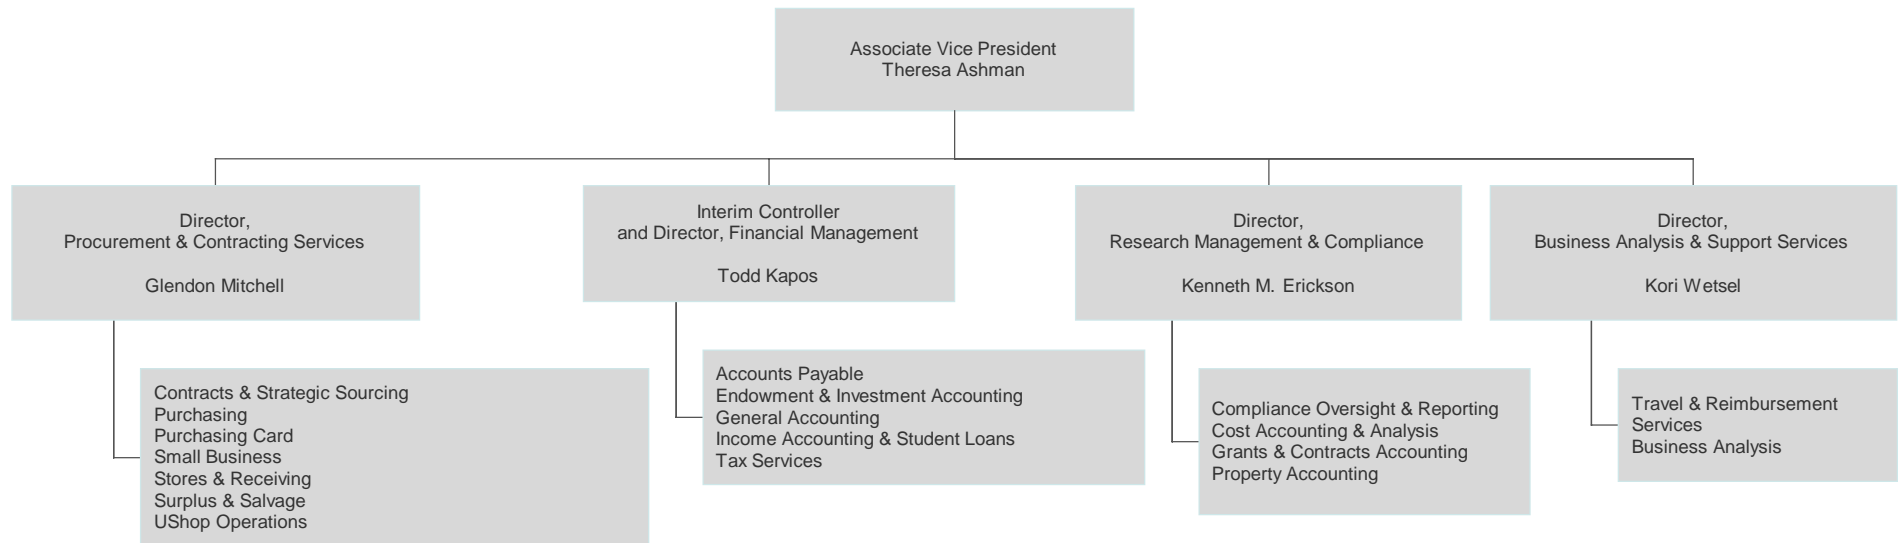 Associate Vice President
Theresa Ashman
Director,
Procurement & Contracting Services
Glendon Mitchell
Interim Controller
and Director, Financial Management
Todd Kapos
Director,
Research Management & Compliance
Kenneth M. Erickson
Director,
Business Analysis & Support Services
Kori Wetsel
Contracts & Strategic Sourcing
Purchasing
Purchasing Card
Small Business
Stores & Receiving
Surplus & Salvage
UShop Operations
Accounts Payable
Endowment & Investment Accounting
General Accounting
Income Accounting & Student Loans
Tax Services
Compliance Oversight & Reporting
Cost Accounting & Analysis
Grants & Contracts Accounting
Property Accounting
Travel & Reimbursement
Services
Business Analysis